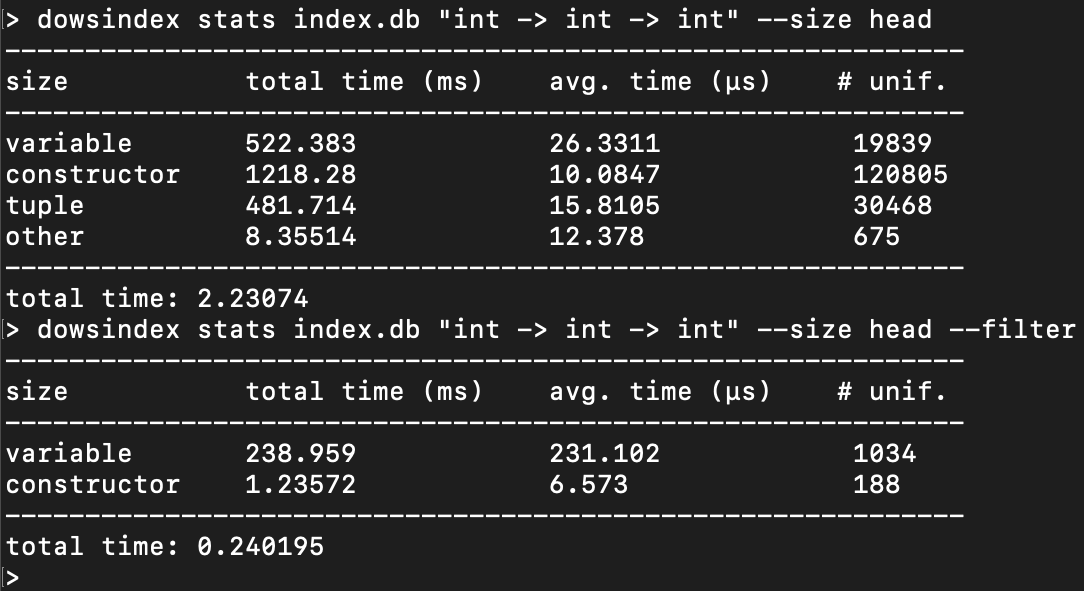 > dowsindex stats index.db "int -> int -> int" --size head
------------------------------------------------------------
size           total time (ms)    avg. time (µs)    # unif.
------------------------------------------------------------
variable       522.383            26.3311            19839
constructor    1218.28            10.0847            120805
tuple          481.714            15.8105            30468
other          8.35514            12.378             675
------------------------------------------------------------
total time: 2.23074
> dowsindex stats index.db "int -> int -> int" --size head --filter
------------------------------------------------------------
size           total time (ms)    avg. time (µs)    # unif.
------------------------------------------------------------
variable       238.959            231.102            1034
constructor    1.23572            6.573              188
------------------------------------------------------------
total time: 0.240195
>